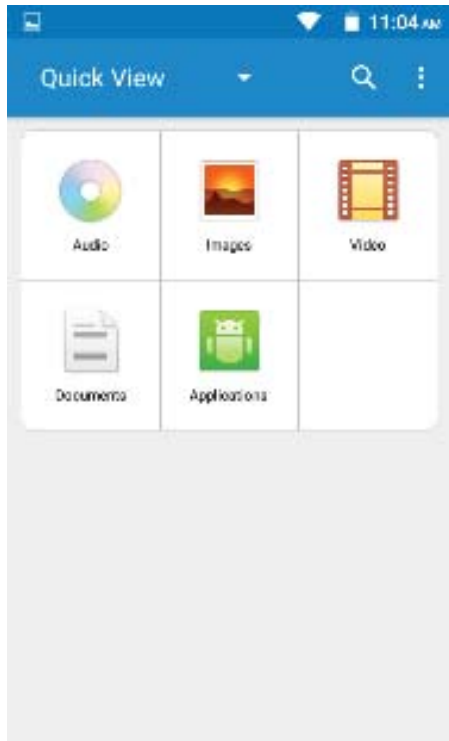 11:04 AM
Quick View
Audio
Images
Video
Documents
Applications